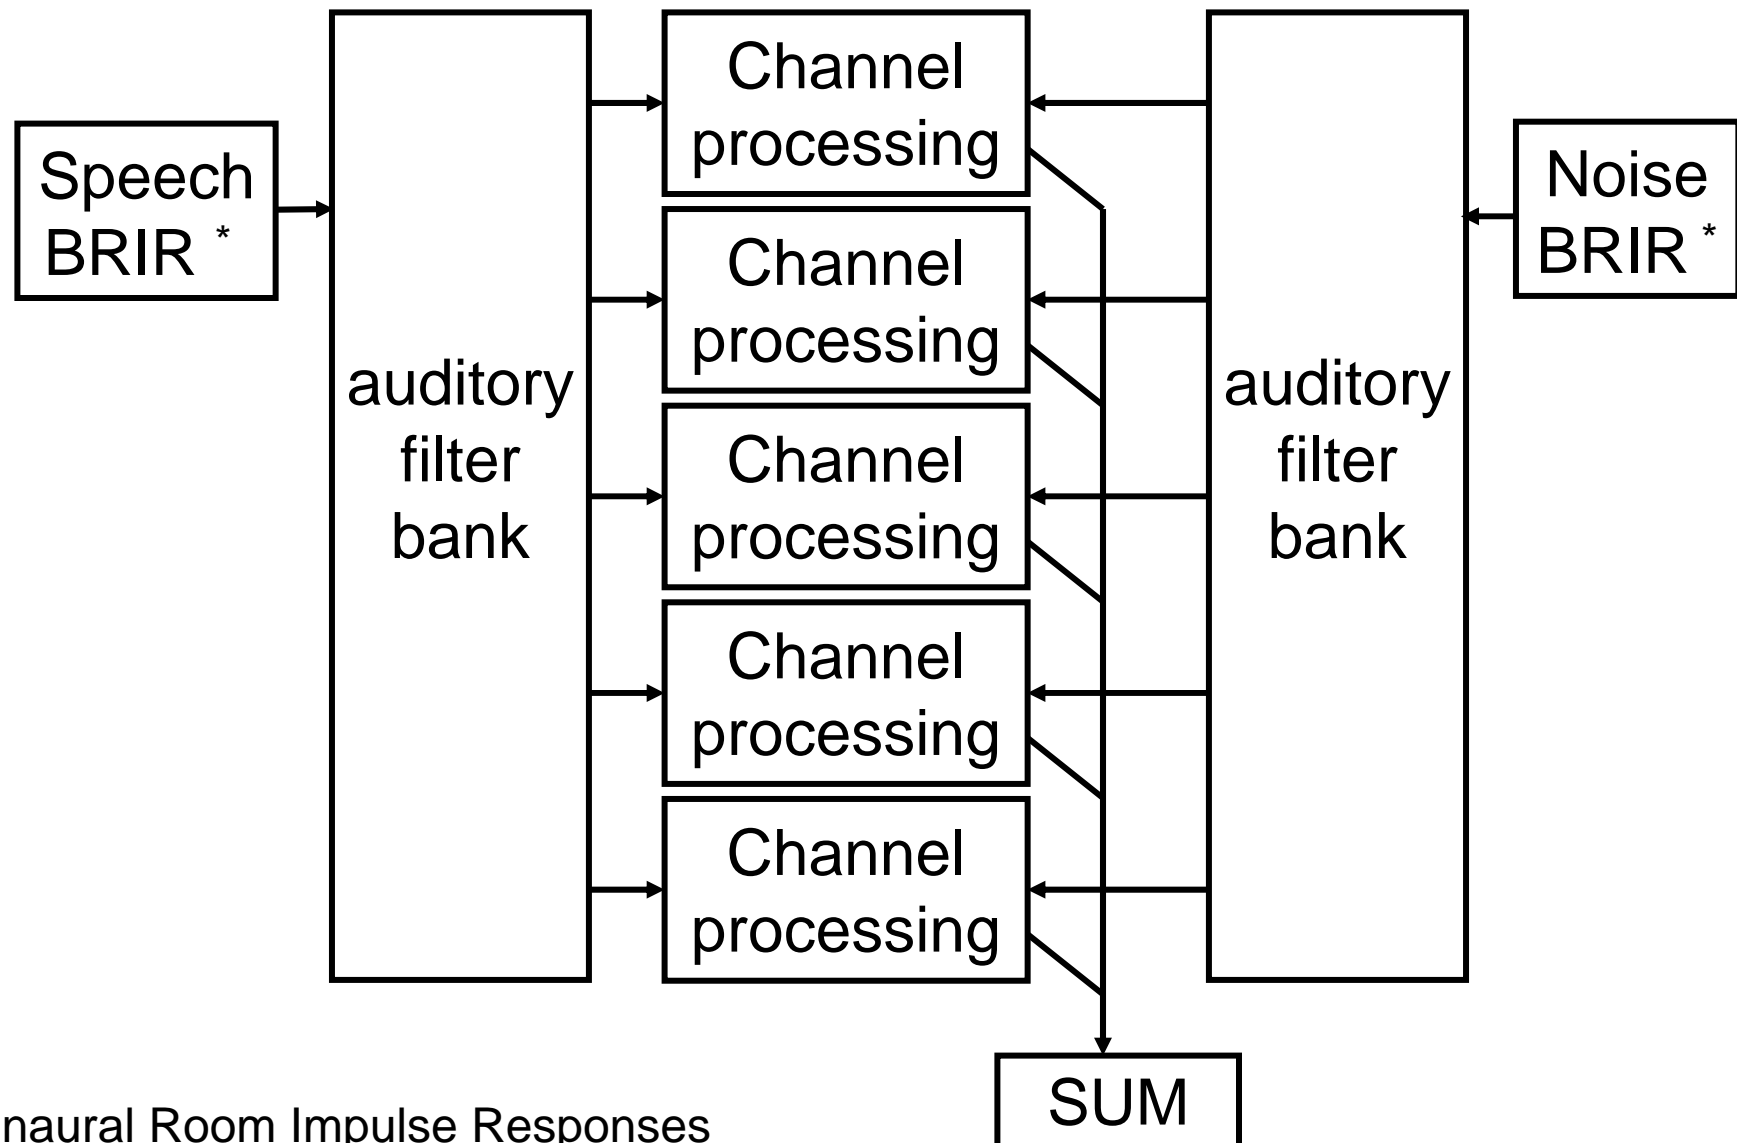 Speech
BRIR *
auditory
filter
bank
Channel
processing
Channel
processing
Channel
processing
Channel
processing
Channel
processing
auditory
filter
bank
Noise
BRIR *
SUM
naural Room Impulse Responses